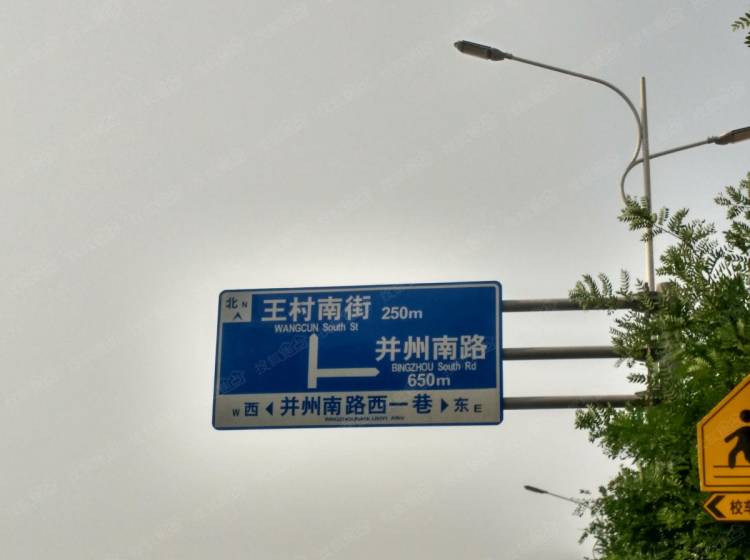 北 N
王村南街 250m
WANGCUN South St
并州南路
BINGZHOU South Rd
650m
W 西 并州南路西一巷 东 E
校车